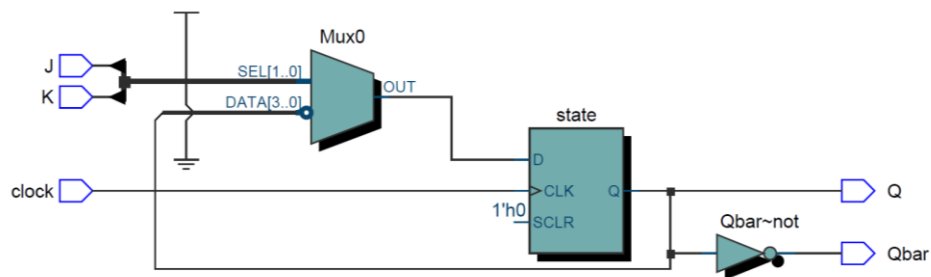 Mux0
J
K
SEL[1..0]
DATA[3..0]
OUT
state
D
clock
CLK
Q
Q
1'h0
SCLR
Qbar~not
Qbar